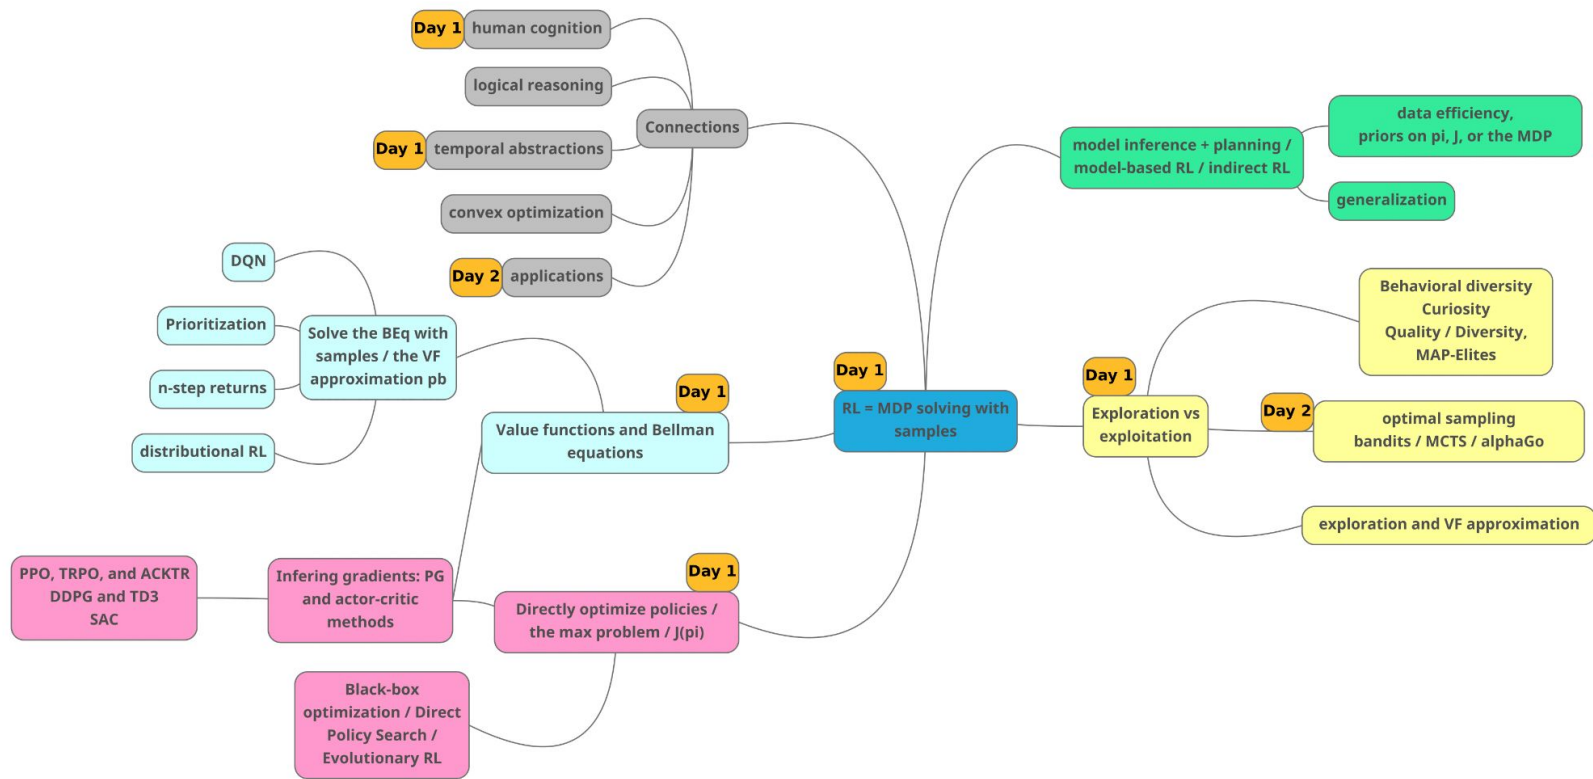 Day 1
human cognition
logical reasoning
Connections
Day 1
temporal abstractions
convex optimization
Day 2
applications
model inference + planning /
model-based RL / indirect RL
data efficiency,
priors on pi, J, or the MDP
generalization
DQN
Prioritization
n-step returns
distributional RL
Solve the BEq with
samples / the VF
approximation pb
Day 1
Value functions and Bellman
equations
Day 1
RL = MDP solving with
samples
Day 1
Exploration vs
exploitation
Behavioral diversity
Curiosity
Quality / Diversity,
MAP-Elites
Day 2
optimal sampling
bandits / MCTS / alphaGo
exploration and VF approximation
PPO, TRPO, and ACKTR
DDPG and TD3
SAC
Infering gradients: PG
and actor-critic
methods
Day 1
Directly optimize policies /
the max problem / J(pi)
Black-box
optimization / Direct
Policy Search /
Evolutionary RL